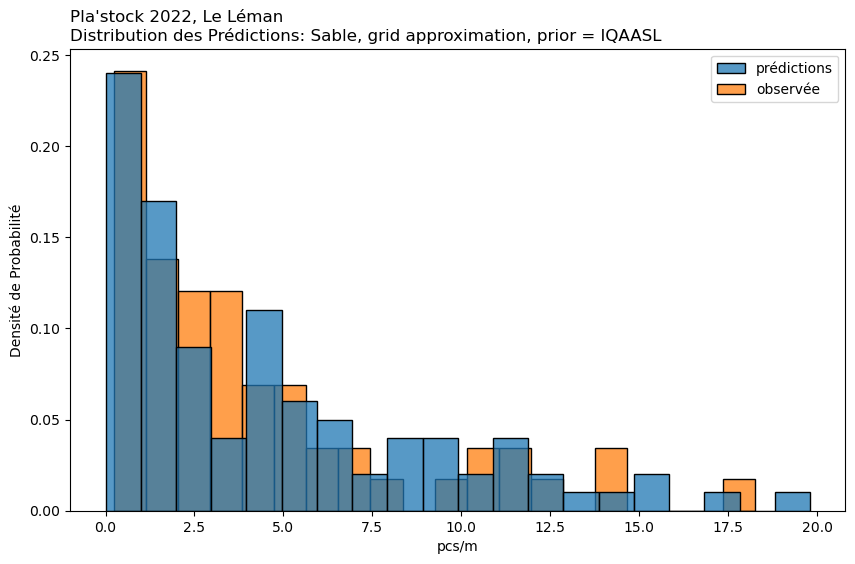 Pla'stock 2022, Le Léman
Distribution des Prédictions: Sable, grid approximation, prior = IQAASL
prédictions
observée
Densité de Probabilité
0.25
0.20
0.15
0.10
0.05
0.00
0.0 2.5 5.0 7.5 10.0 12.5 15.0 17.5 20.0
pcs/m